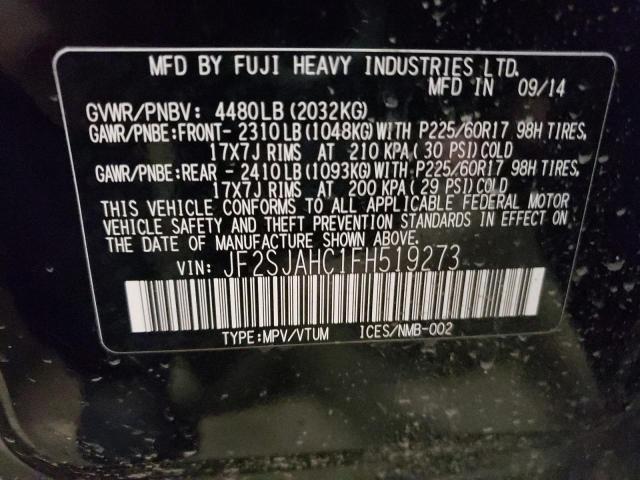 MFD BY FUJI HEAVY INDUSTRIES LTD.
MFD IN 09/14
GVWR/PNBV: 4480LB (2032KG)
GAWR/PNBE:FRONT- 2310LB (1048KG) WITH P225/60R17 98H TIRES,
17X7J RIMS AT 210 KPA ( 30 PSI) COLD
GAWR/PNBE:REAR - 2410LB (1093KG) WITH P225/60R17 98H TIRES,
17X7J RIMS AT 200 KPA ( 29 PSI) COLD
THIS VEHICLE CONFORMS TO ALL APPLICABLE FEDERAL MOTOR
VEHICLE SAFETY AND THEFT PREVENTION STANDARDS IN EFFECT ON
THE DATE OF MANUFACTURE SHOWN ABOVE.
VIN: JF2SJAHC1FH519273
TYPE:MPV/VTUM ICES/NMB-002